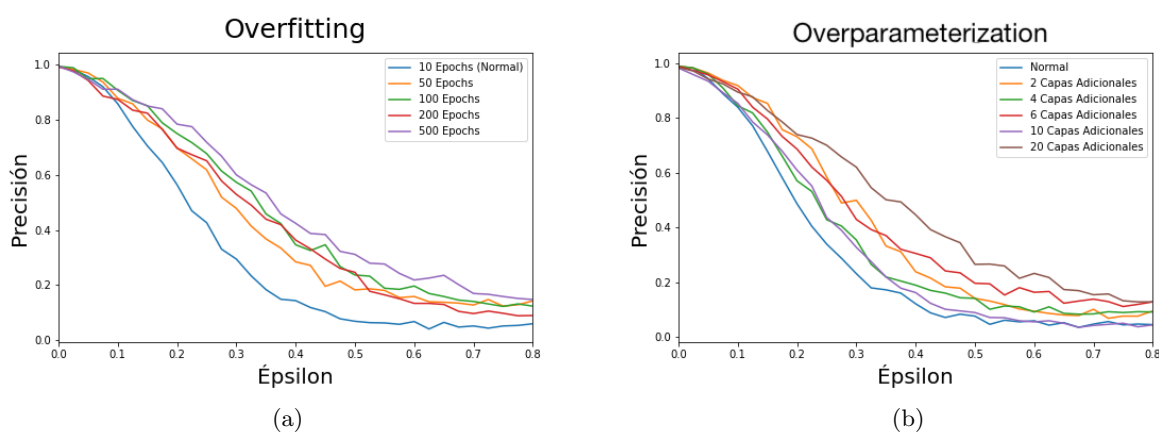 Overfitting
1.0
0.8
0.6
0.4
0.2
0.0
Precisión
10 Epochs (Normal)
50 Epochs
100 Epochs
200 Epochs
500 Epochs
0.0 0.1 0.2 0.3 0.4 0.5 0.6 0.7 0.8
Épsilon
(a)
Overparameterization
1.0
0.8
0.6
0.4
0.2
0.0
Precisión
Normal
2 Capas Adicionales
4 Capas Adicionales
6 Capas Adicionales
10 Capas Adicionales
20 Capas Adicionales
0.0 0.1 0.2 0.3 0.4 0.5 0.6 0.7 0.8
Épsilon
(b)